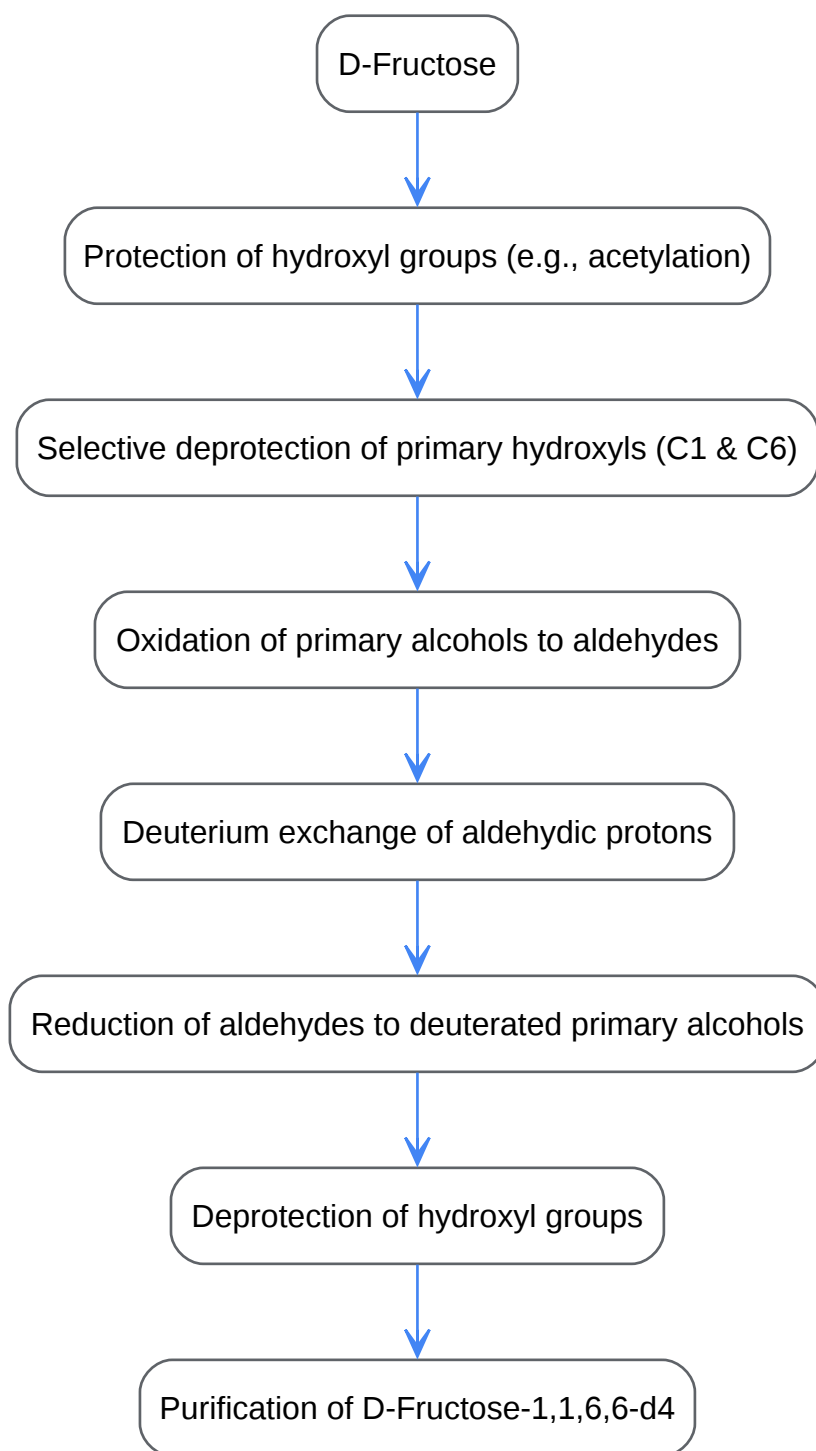 D-Fructose
Protection of hydroxyl groups (e.g., acetylation)
Selective deprotection of primary hydroxyls (C1 & C6)
Oxidation of primary alcohols to aldehydes
Deuterium exchange of aldehydic protons
Reduction of aldehydes to deuterated primary alcohols
Deprotection of hydroxyl groups
Purification of D-Fructose-1,1,6,6-d4